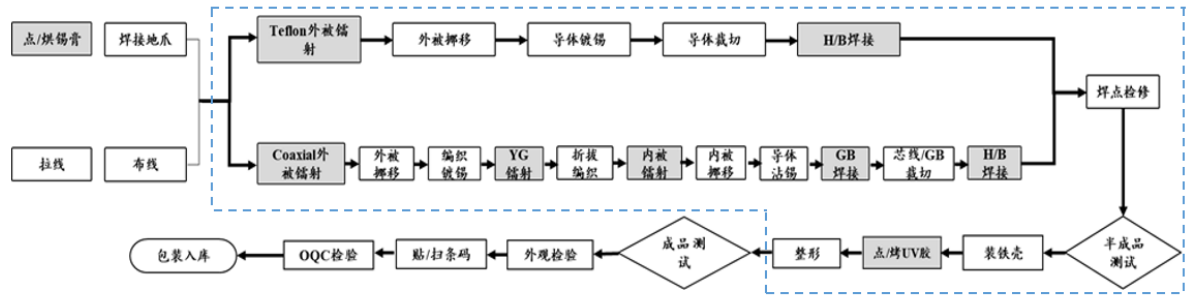 点/烘锡膏
焊接地爪
Teflon外被镭
射
外被挪移
导体镀锡
导体裁切
H/B焊接
焊点检修
拉线
布线
Coaxial外
被镭射
外被
挪移
编织
镀锡
YG
镭射
折拔
编织
内被
镭射
内被
挪移
导体
沾锡
GB
焊接
芯线/GB
裁切
H/B
焊接
半成品
测试
装铁壳
点/烤UV胶
整形
成品测
试
外观检验
贴/扫条码
OQC检验
包装入库